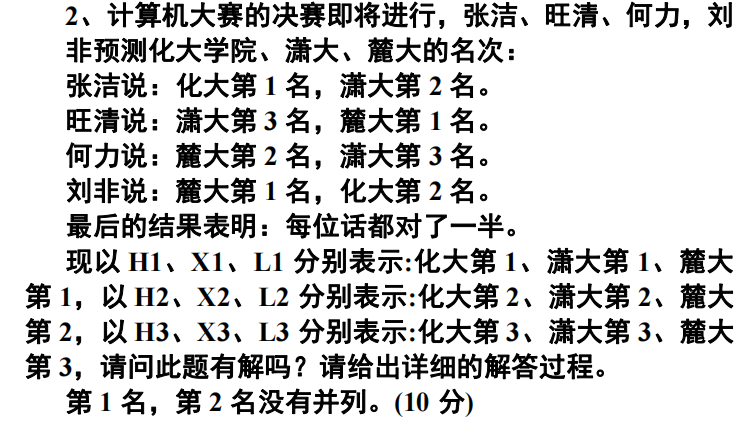 2、计算机大赛的决赛即将进行，张洁、旺清、何力，刘
非预测化大学院、潇大、麓大的名次：
张洁说：化大第 1 名，潇大第 2 名。
旺清说：潇大第 3 名，麓大第 1 名。
何力说：麓大第 2 名，潇大第 3 名。
刘非说：麓大第 1 名，化大第 2 名。
最后的结果表明：每位话都对了一半。
现以 H1、X1、L1 分别表示:化大第 1、潇大第 1、麓大
第 1，以 H2、X2、L2 分别表示:化大第 2、潇大第 2、麓大
第 2，以 H3、X3、L3 分别表示:化大第 3、潇大第 3、麓大
第 3，请问此题有解吗？请给出详细的解答过程。
第 1 名，第 2 名没有并列。(10 分)